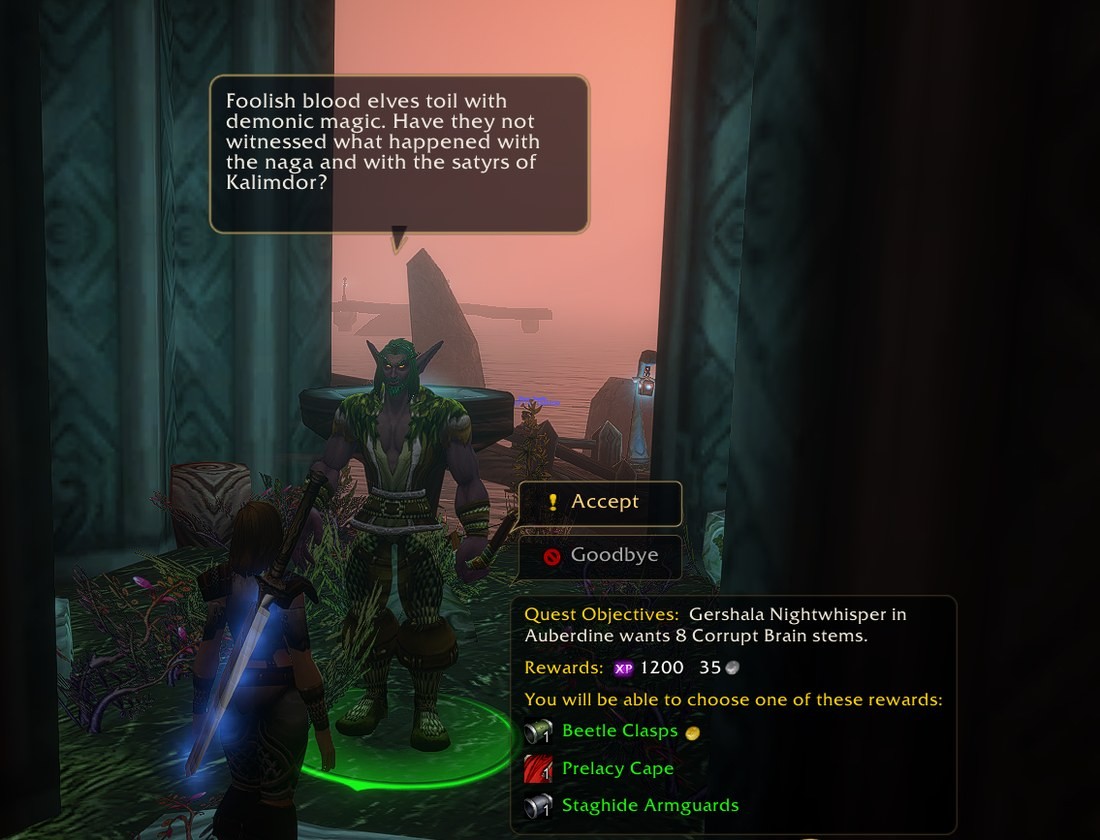 Foolish blood elves toil with
demonic magic. Have they not
witnessed what happened with
the naga and with the satyrs of
Kalimdor?
Accept
Goodbye
Quest Objectives: Gershala Nightwhisper in
Auberdine wants 8 Corrupt Brain stems.
Rewards: XP 1200 35
You will be able to choose one of these rewards:
1 Beetle Clasps
1 Prelacy Cape
1 Staghide Armguards